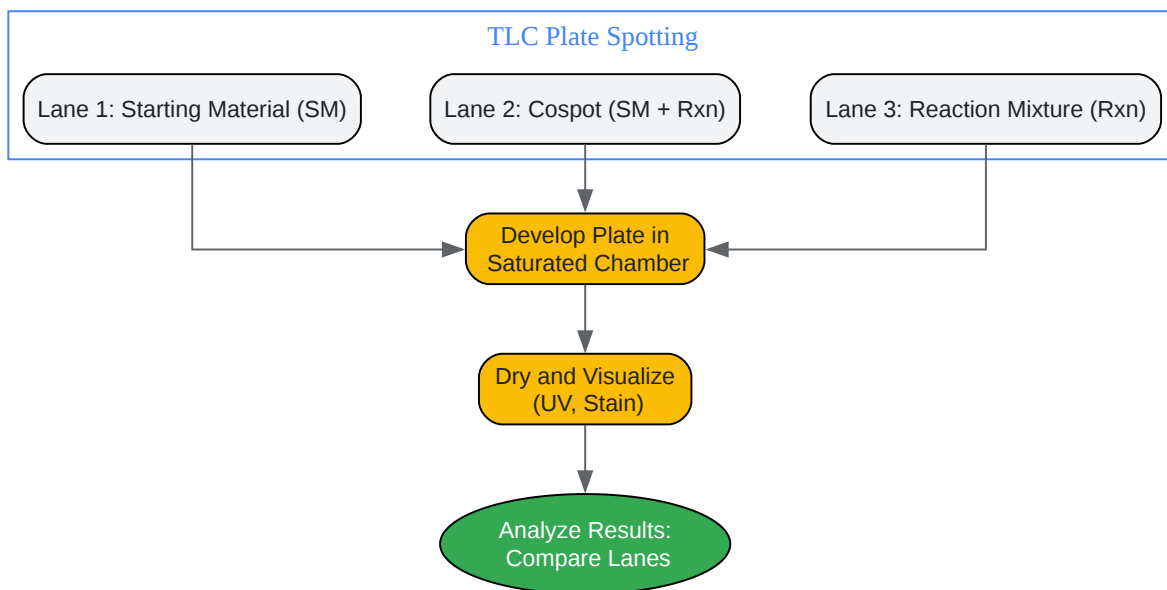 TLC Plate Spotting
Lane 1: Starting Material (SM)
Lane 2: Cospot (SM + Rxn)
Lane 3: Reaction Mixture (Rxn)
Develop Plate in
Saturated Chamber
Dry and Visualize
(UV, Stain)
Analyze Results:
Compare Lanes